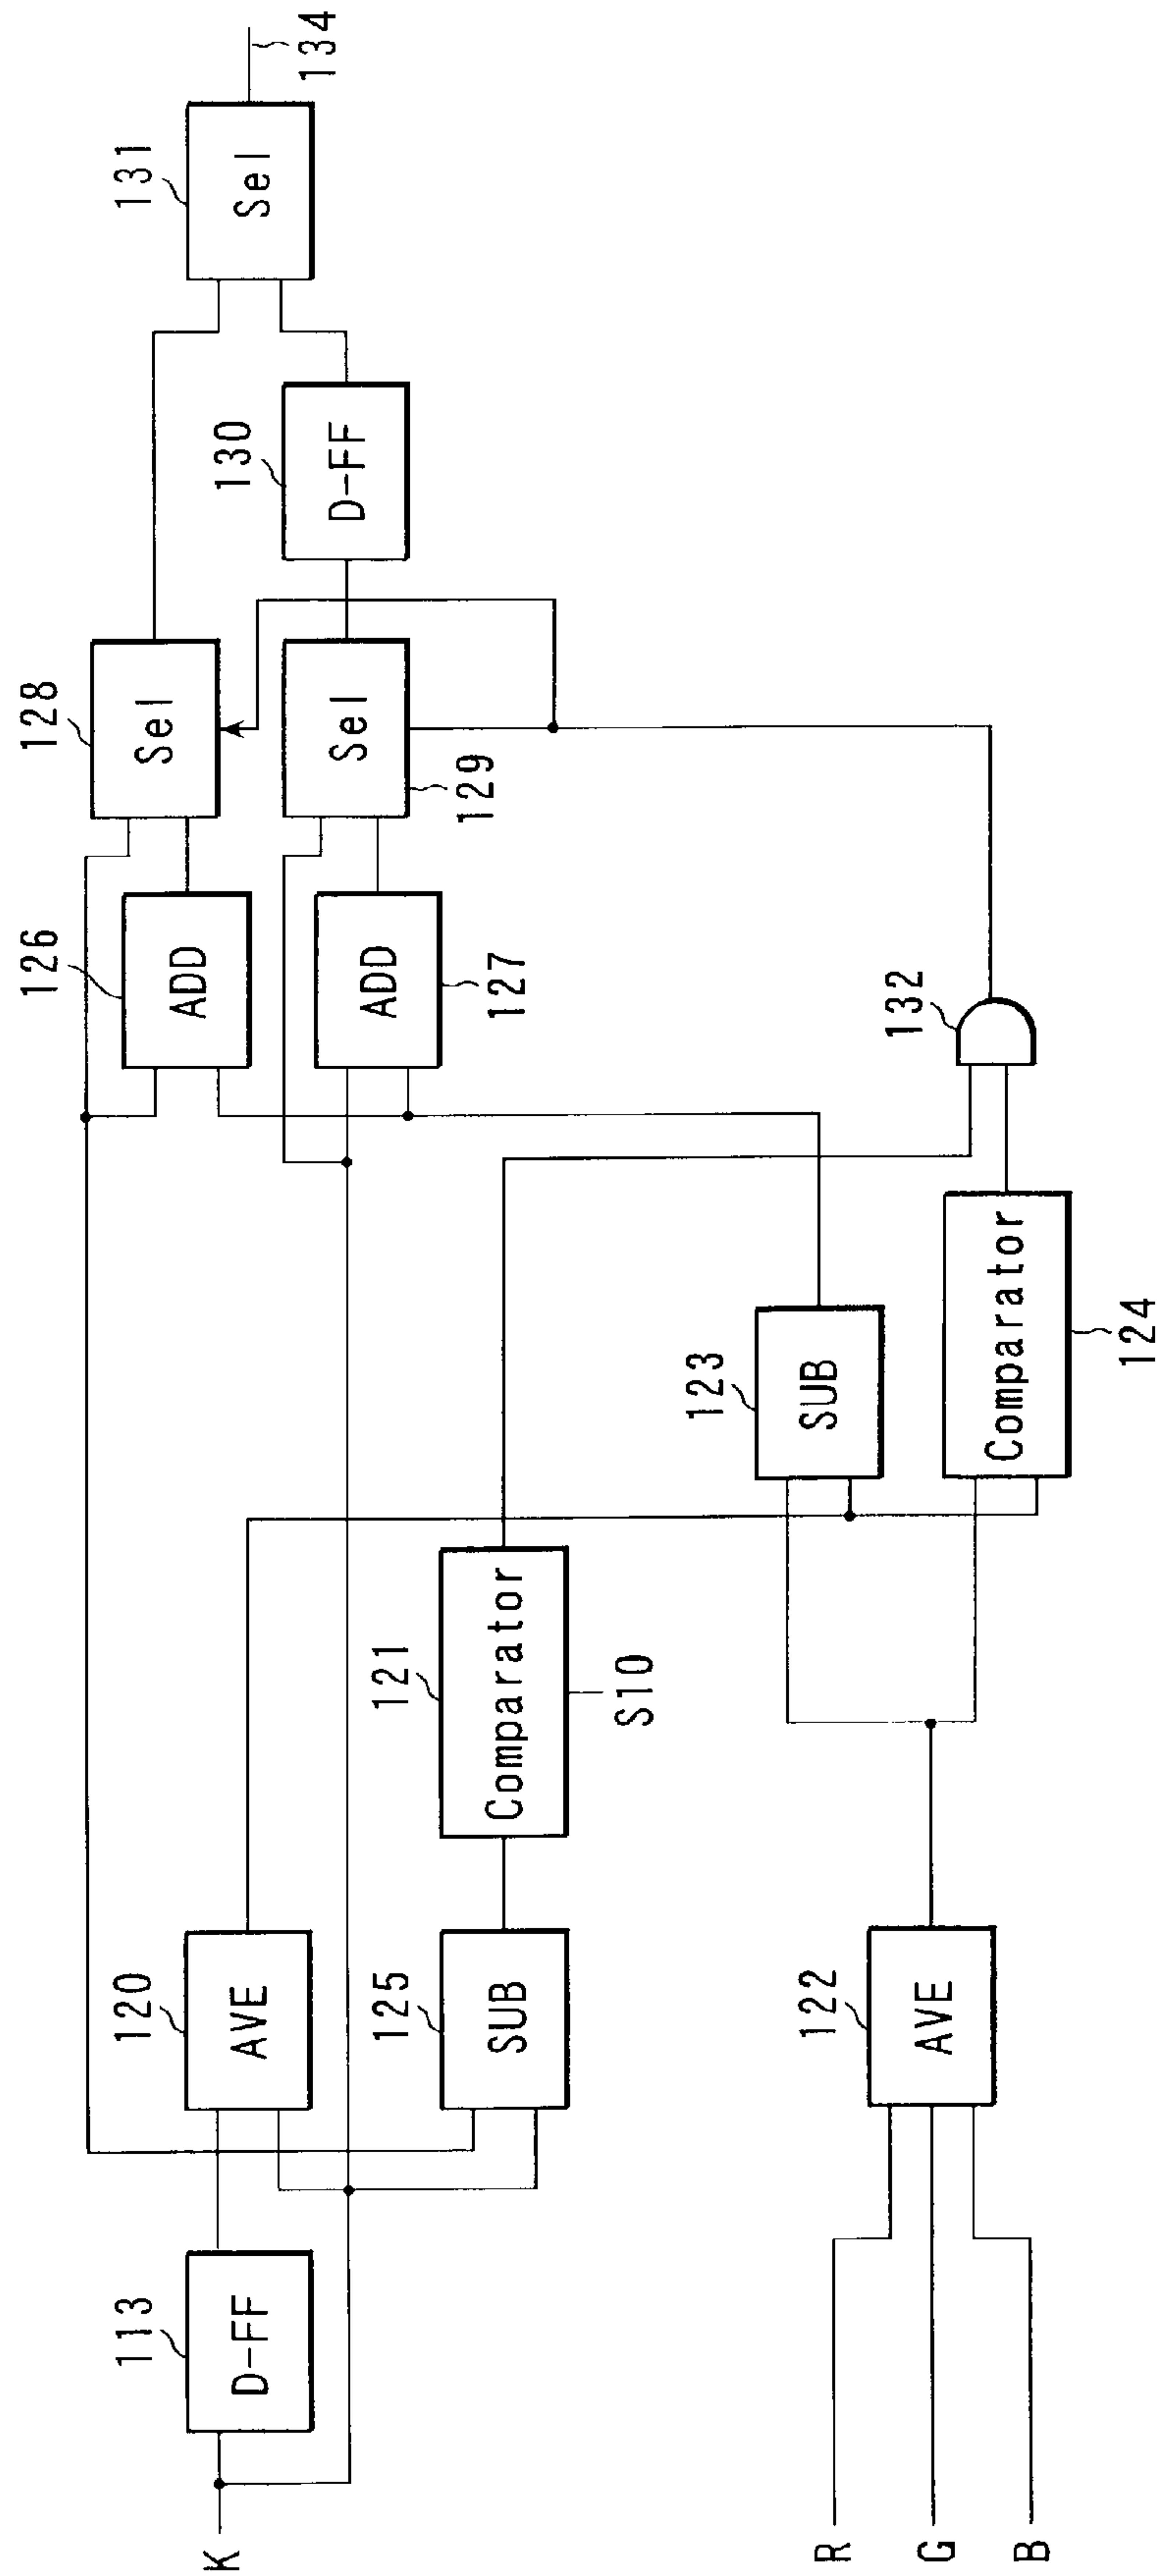 K
113
D-FF
120
AVE
125
SUB
121
Comparator
S10
R
G
B
122
AVE
123
SUB
124
Comparator
132
126
ADD
127
ADD
128
Sel
129
Sel
130
D-FF
131
Sel
134